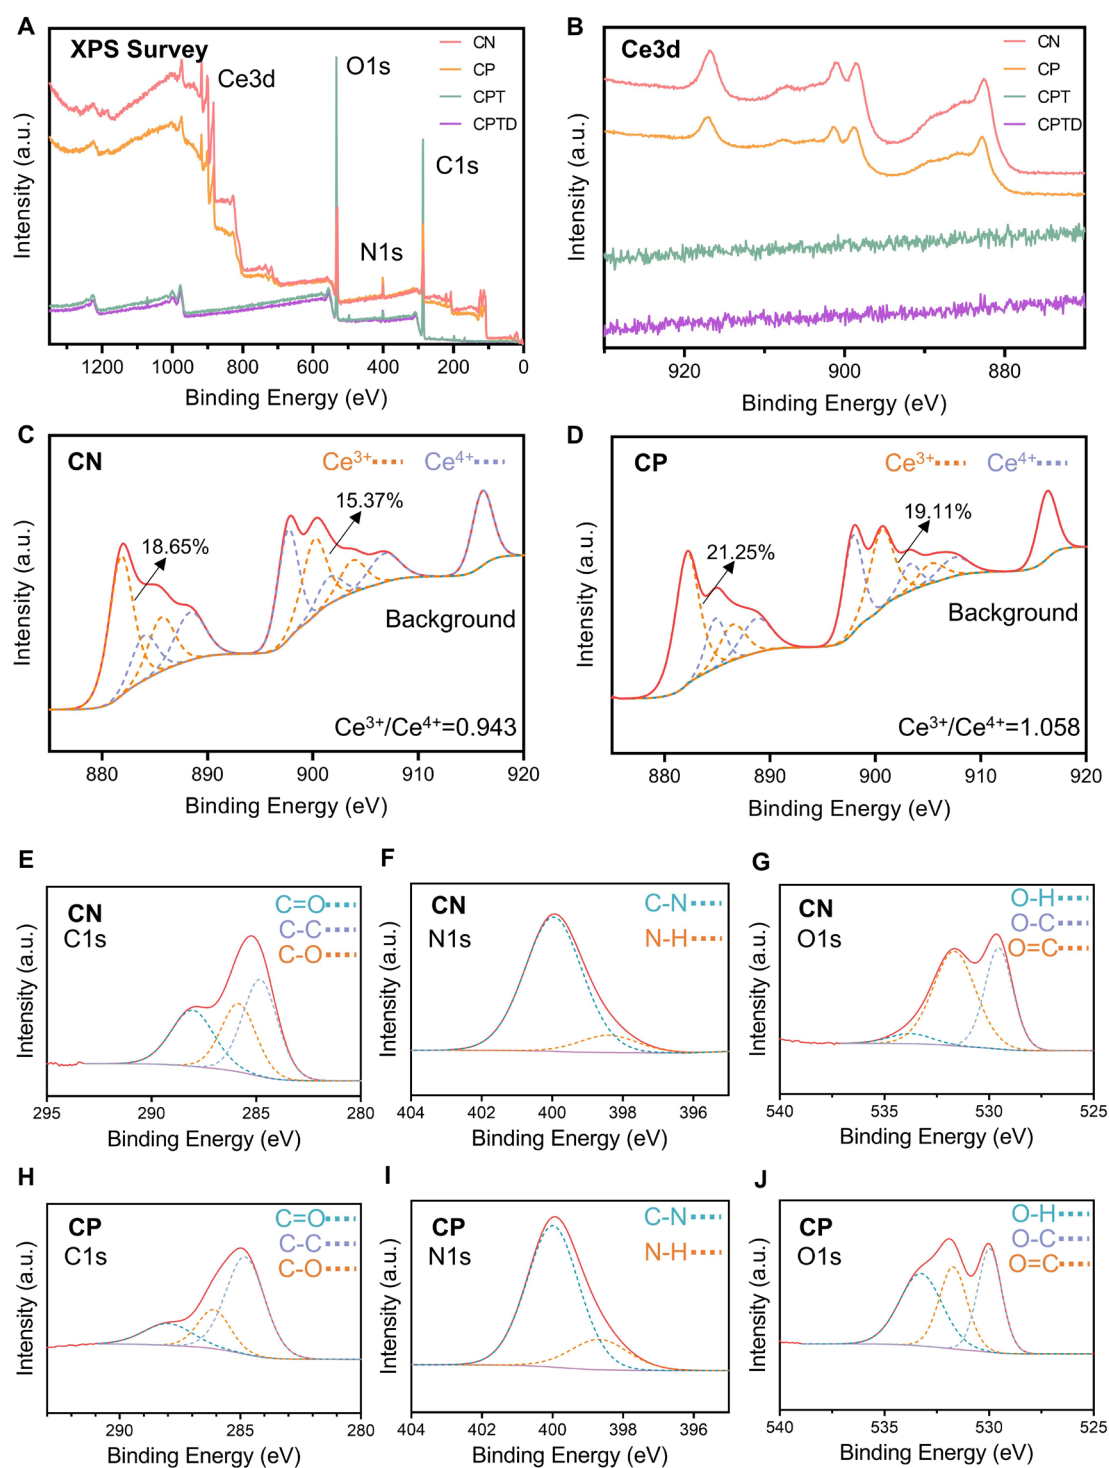 A
XPS Survey
CN
CP
CPT
CPTD
Ce3d
O1s
C1s
N1s
Intensity (a.u.)
1200 1000 800 600 400 200 0
Binding Energy (eV)
B
Ce3d
CN
CP
CPT
CPTD
Intensity (a.u.)
920 900 880
Binding Energy (eV)
C
CN
Ce3+ Ce4+
18.65%
15.37%
Background
Ce3+/Ce4+=0.943
Intensity (a.u.)
880 890 900 910 920
Binding Energy (eV)
D
CP
Ce3+ Ce4+
21.25%
19.11%
Background
Ce3+/Ce4+=1.058
Intensity (a.u.)
880 890 900 910 920
Binding Energy (eV)
E
CN
C1s
C=O
C-C
C-O
Intensity (a.u.)
295 290 285 280
Binding Energy (eV)
F
CN
N1s
C-N
N-H
Intensity (a.u.)
404 402 400 398 396
Binding Energy (eV)
G
CN
O1s
O-H
O-C
O=C
Intensity (a.u.)
540 535 530 525
Binding Energy (eV)
H
CP
C1s
C=O
C-C
C-O
Intensity (a.u.)
290 285 280
Binding Energy (eV)
I
CP
N1s
C-N
N-H
Intensity (a.u.)
404 402 400 398 396
Binding Energy (eV)
J
CP
O1s
O-H
O-C
O=C
Intensity (a.u.)
540 535 530 525
Binding Energy (eV)